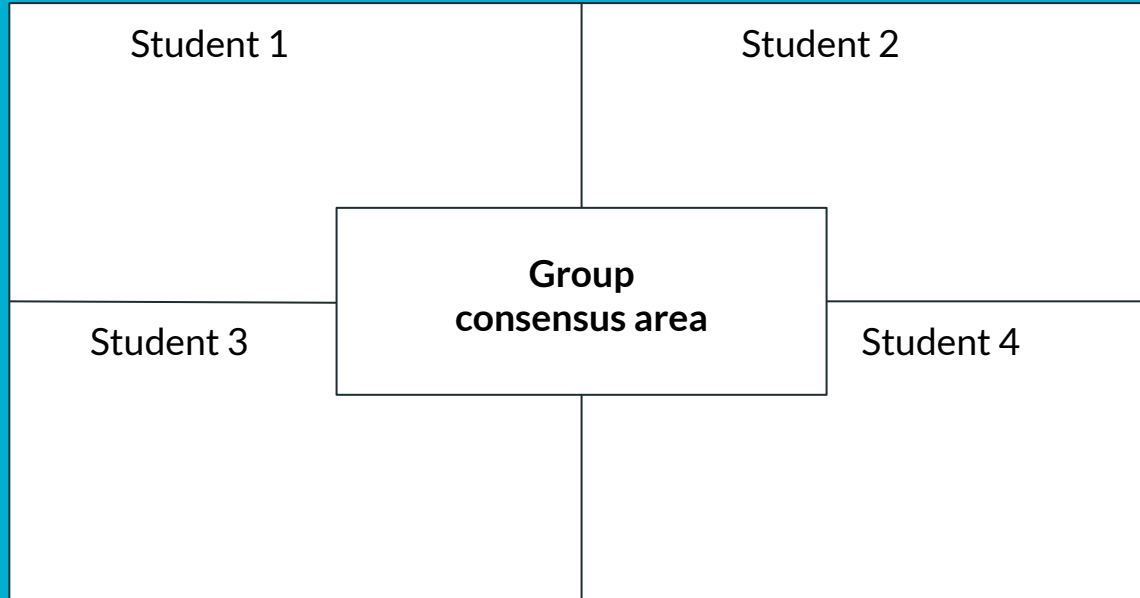 Student 1
Student 2
Group
consensus area
Student 3
Student 4